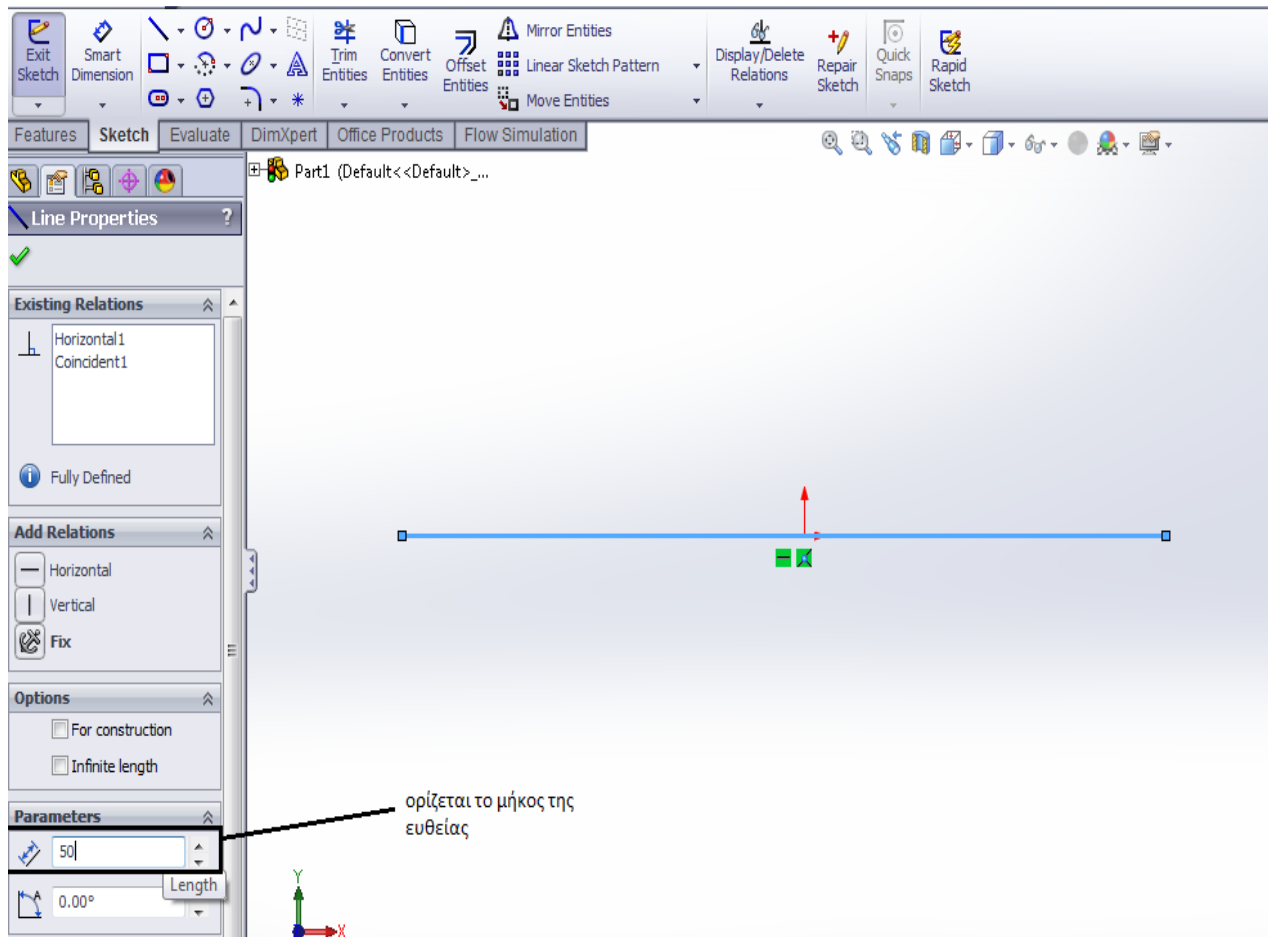 Exit
Sketch
Smart
Dimension
Trim
Entities
Convert
Entities
Offset
Entities
Mirror Entities
Linear Sketch Pattern
Move Entities
Display/Delete
Relations
Repair
Sketch
Quick
Snaps
Rapid
Sketch
Features Sketch Evaluate DimXpert Office Products Flow Simulation
Part1 (Default<<Default>_...
Line Properties ?
Existing Relations
Horizontal1
Coincident1
Fully Defined
Add Relations
Horizontal
Vertical
Fix
Options
For construction
Infinite length
Parameters
50
Length
A
0.00°
ορίζεται το μήκος της
ευθείας
Y
X